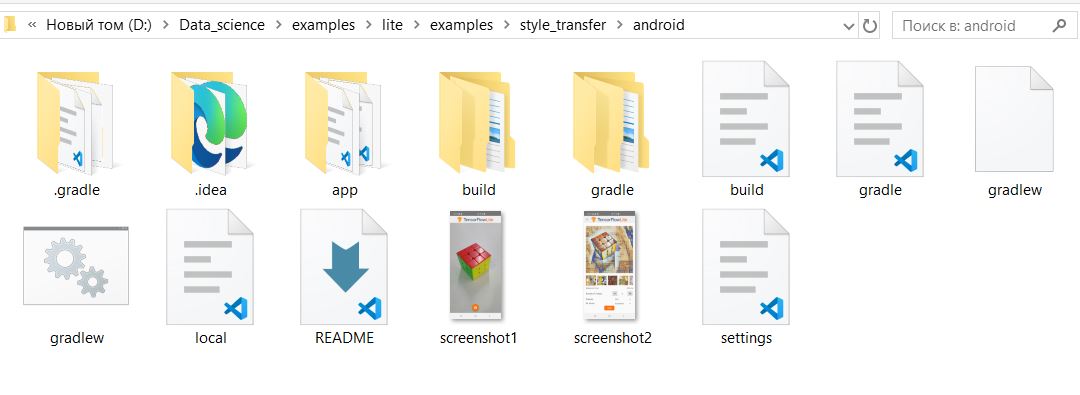 « Новый том (D:) > Data_science > examples > lite > examples > style_transfer > android
Поиск в: android
.gradle .idea app build gradle build gradle gradlew
gradlew local README screenshot1 screenshot2 settings